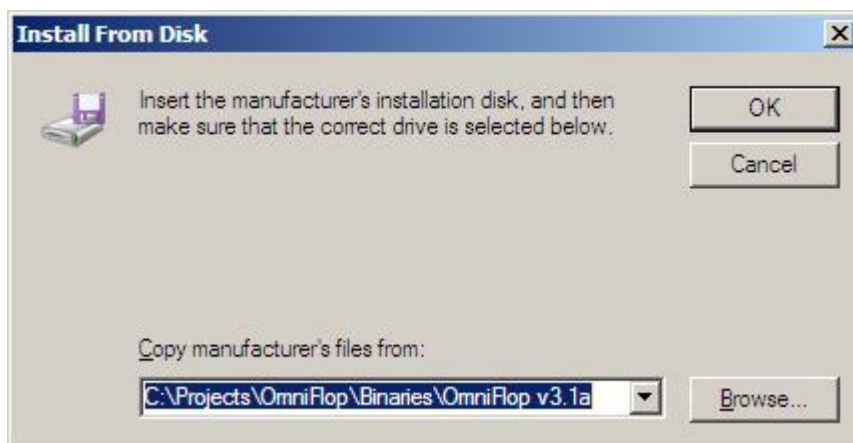 Install From Disk
Insert the manufacturer's installation disk, and then
make sure that the correct drive is selected below.
OK
Cancel
Copy manufacturer's files from:
C:\Projects\OmniFlop\Binaries\OmniFlop v3.1a
Browse...